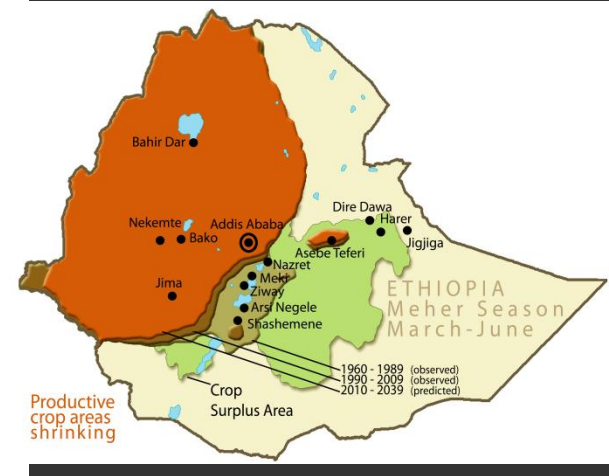 Bahir Dar
Dire Dawa
Harer
Nekemte
Addis Ababa
Bako
Jigjiga
Asebe Teferi
Nazret
Meki
Ziway
Jima
ETHIOPIA
Meher Season
March-June
Arsi Negele
Shashemene
1960 - 1989 (observed)
1990 - 2009 (observed)
2010 - 2039 (predicted)
Crop
Surplus Area
Productive
crop areas
shrinking